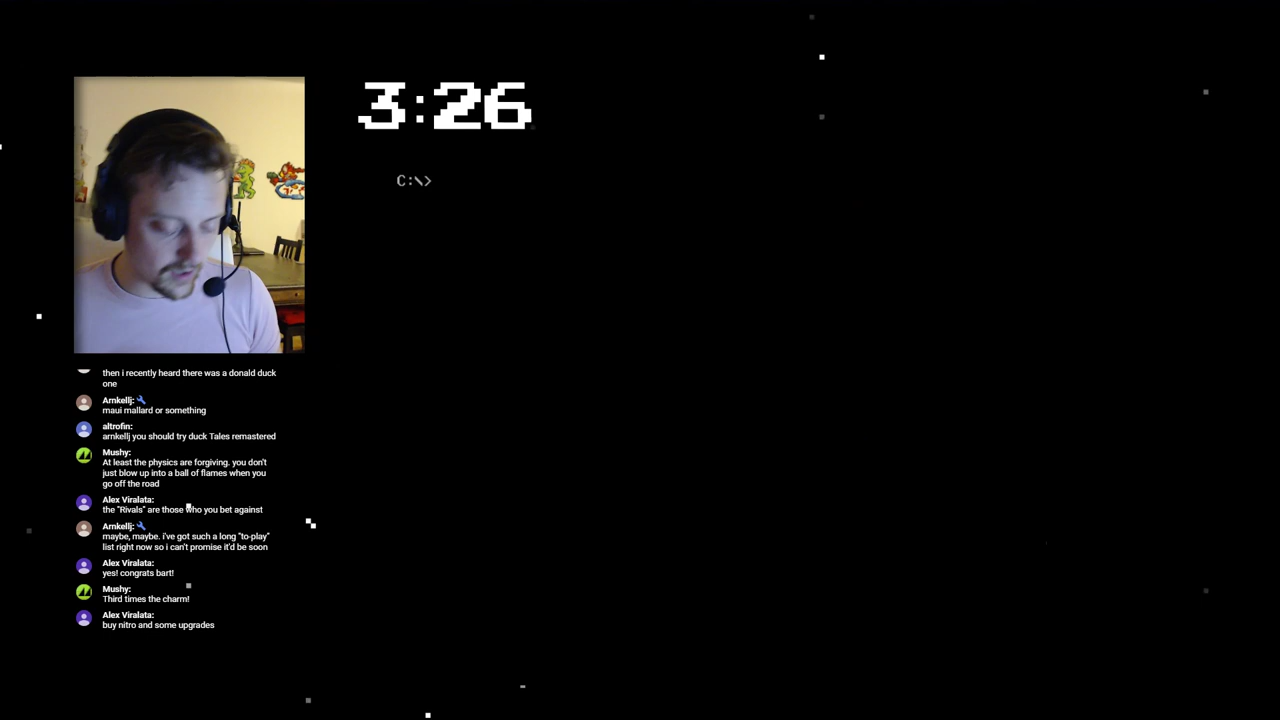 3:26
C:\>
then i recently heard there was a donald duck
one
Arnkellj:
maui mallard or something
altrofin:
arnkellj you should try duck Tales remastered
Mushy:
At least the physics are forgiving. you don't
just blow up into a ball of flames when you
go off the road
Alex Viralata:
the "Rivals" are those who you bet against
Arnkellj:
maybe, maybe. i've got such a long "to-play"
list right now so i can't promise it'd be soon
Alex Viralata:
yes! congrats bart!
Mushy:
Third times the charm!
Alex Viralata:
buy nitro and some upgrades